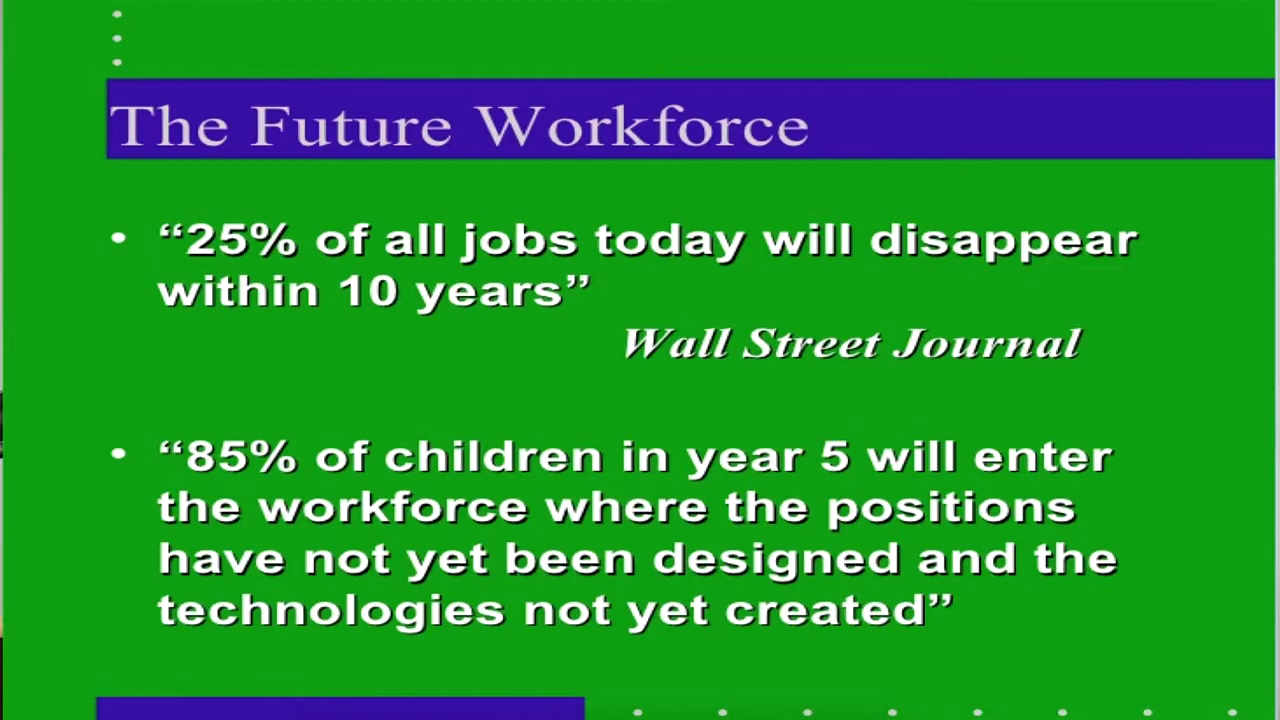 The Future Workforce
• “25% of all jobs today will disappear
within 10 years”
Wall Street Journal
• “85% of children in year 5 will enter
the workforce where the positions
have not yet been designed and the
technologies not yet created”